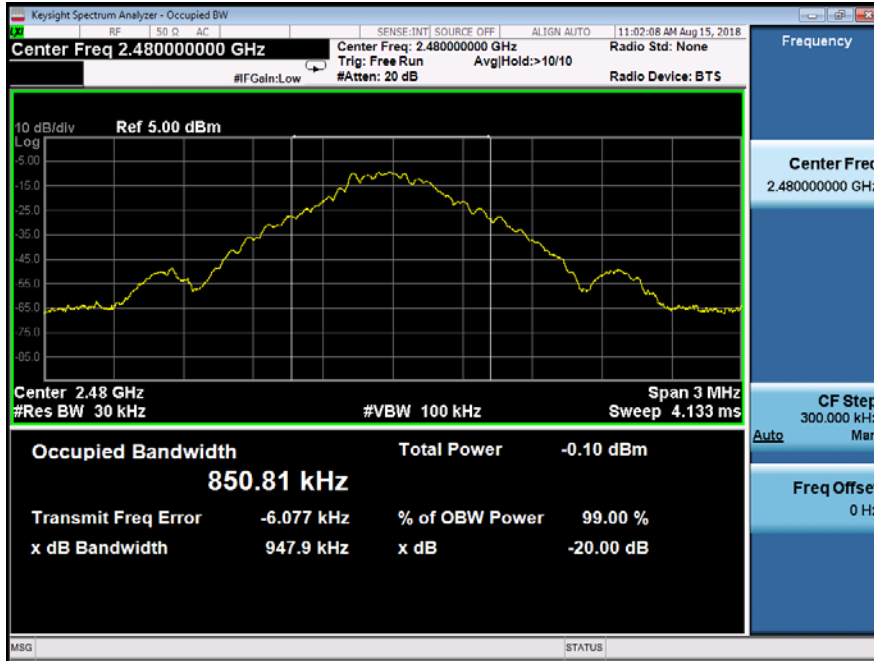 Keysight Spectrum Analyzer - Occupied BW
RF 50 Ω AC SENSE:INT SOURCE OFF ALIGN AUTO 11:02:08 AM Aug 15, 2018
Center Freq 2.480000000 GHz
Center Freq: 2.480000000 GHz Radio Std: None
Trig: Free Run Avg|Hold:>10/10
#IFGain:Low #Atten: 20 dB Radio Device: BTS
10 dB/div Ref 5.00 dBm
Log
-5.00
-15.0
-25.0
-35.0
-45.0
-55.0
-65.0
-75.0
-85.0
Center 2.48 GHz Span 3 MHz
#Res BW 30 kHz #VBW 100 kHz Sweep 4.133 ms
Occupied Bandwidth Total Power -0.10 dBm
850.81 kHz
Transmit Freq Error -6.077 kHz % of OBW Power 99.00 %
x dB Bandwidth 947.9 kHz x dB -20.00 dB
MSG STATUS
Frequency
Center Freq
2.480000000 GHz
CF Step
300.000 kHz
Auto Man
Freq Offset
0 Hz